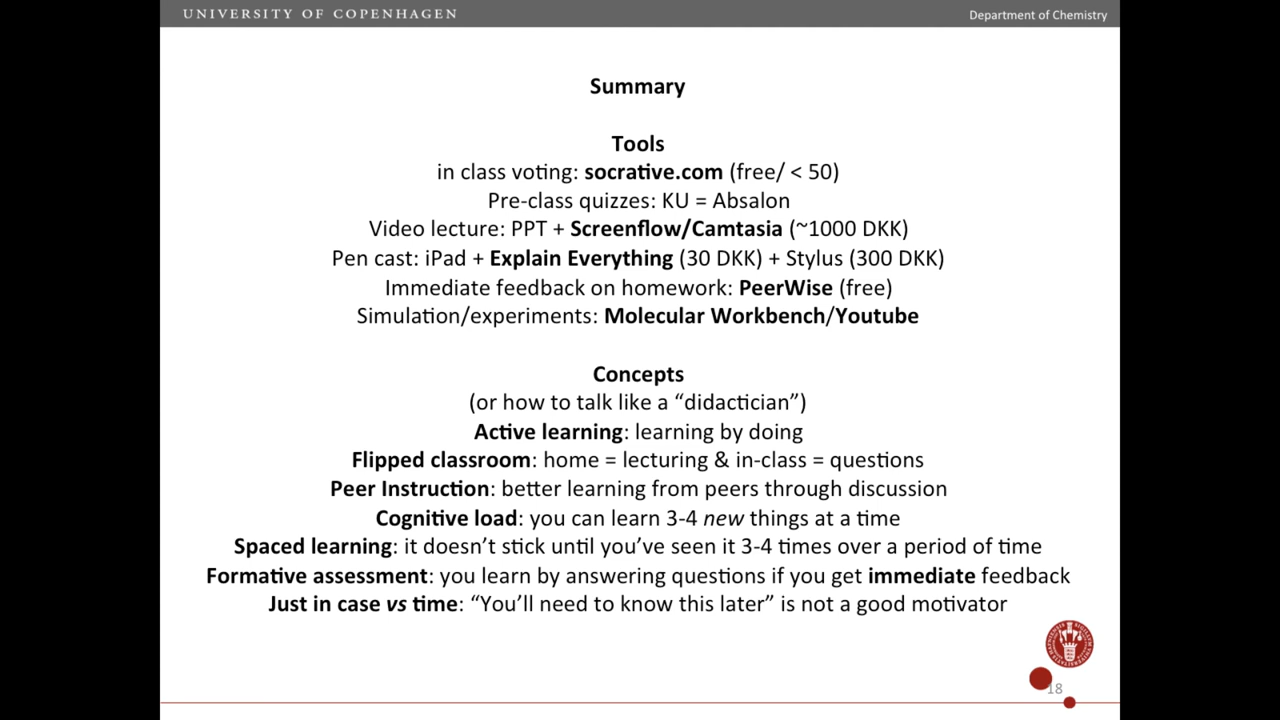 UNIVERSITY OF COPENHAGEN
Department of Chemistry
Summary
Tools
in class voting: socrative.com (free/ < 50)
Pre-class quizzes: KU = Absalon
Video lecture: PPT + Screenflow/Camtasia (~1000 DKK)
Pen cast: iPad + Explain Everything (30 DKK) + Stylus (300 DKK)
Immediate feedback on homework: PeerWise (free)
Simulation/experiments: Molecular Workbench/Youtube
Concepts
(or how to talk like a “didactician”)
Active learning: learning by doing
Flipped classroom: home = lecturing & in-class = questions
Peer Instruction: better learning from peers through discussion
Cognitive load: you can learn 3-4 new things at a time
Spaced learning: it doesn’t stick until you’ve seen it 3-4 times over a period of time
Formative assessment: you learn by answering questions if you get immediate feedback
Just in case vs time: “You’ll need to know this later” is not a good motivator
18